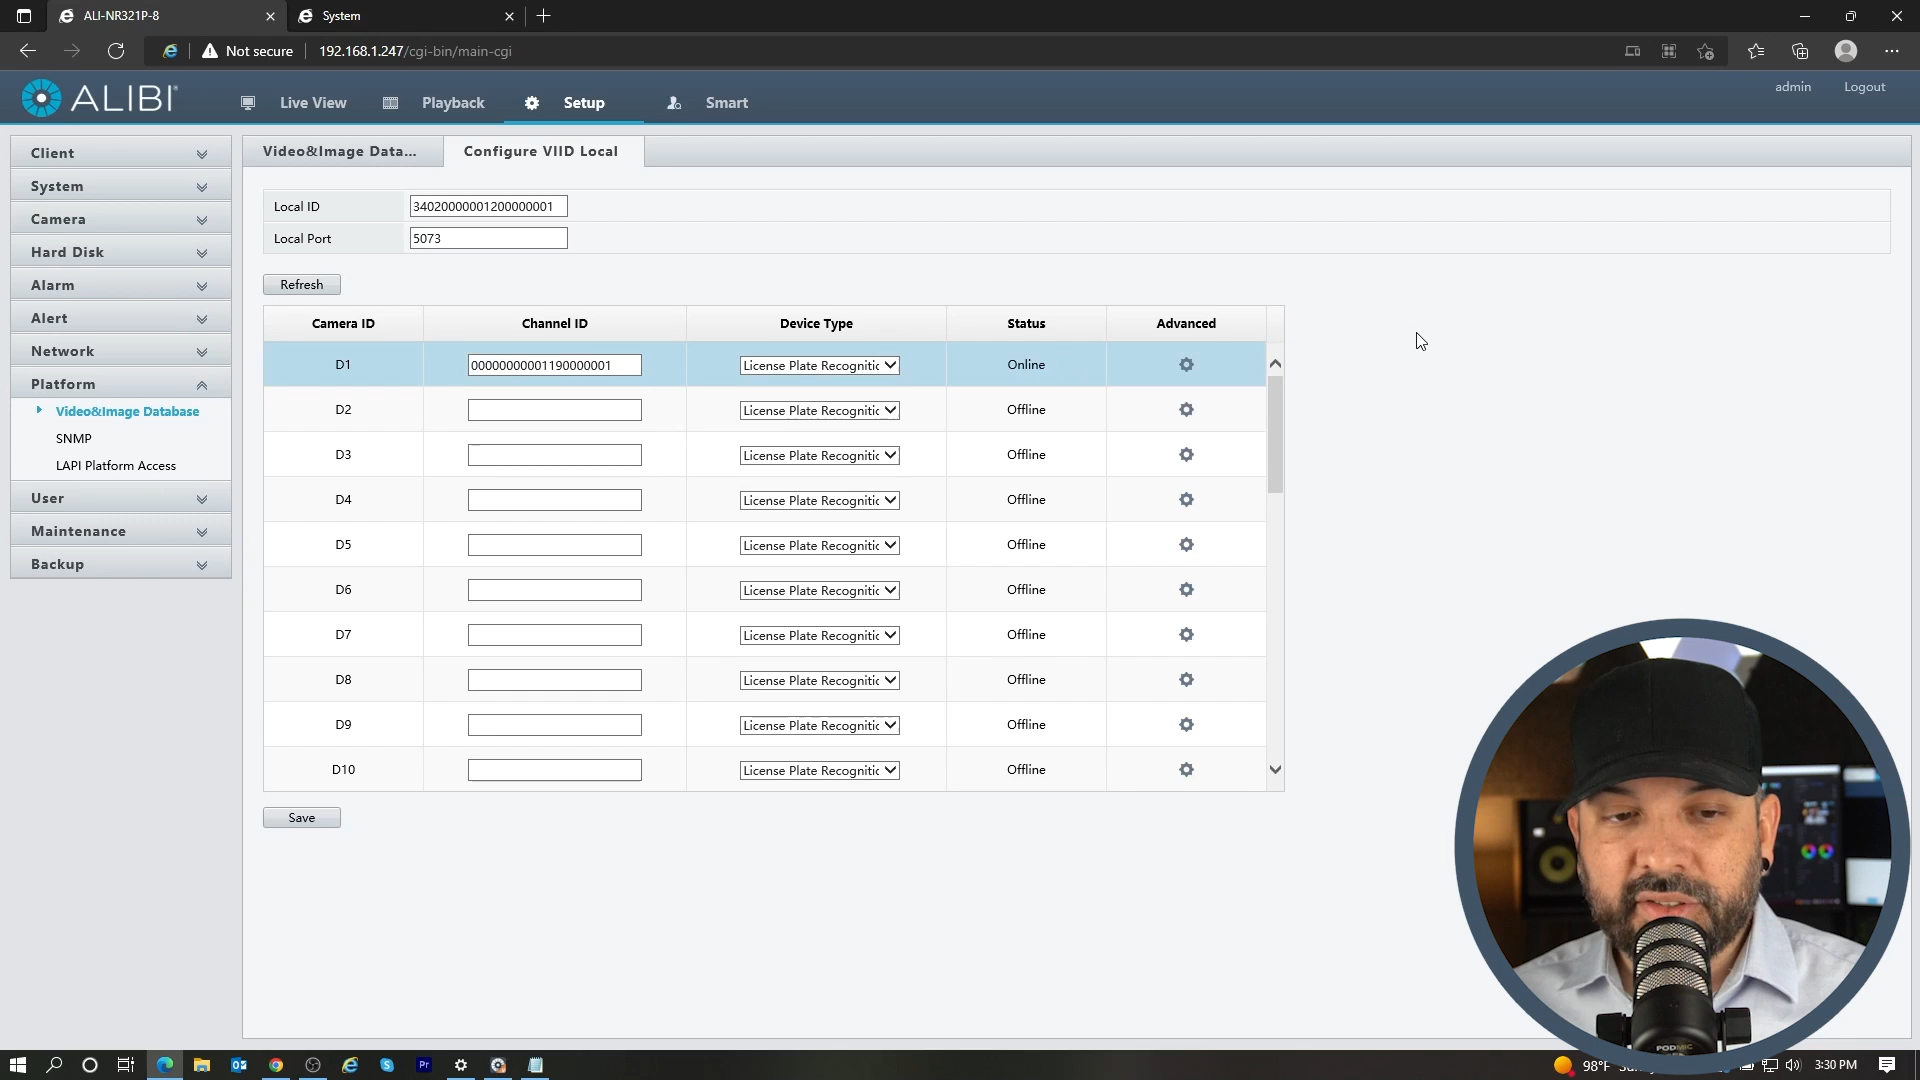 ALI-NR321P-8
System
Not secure
192.168.1.247/cgi-bin/main-cgi
ALIBI
Live View
Playback
Setup
Smart
admin
Logout
Client
System
Camera
Hard Disk
Alarm
Alert
Network
Platform
Video&Image Database
SNMP
LAPI Platform Access
User
Maintenance
Backup
Video&Image Data...
Configure VIID Local
Local ID 34020000001200000001
Local Port 5073
Refresh
Camera ID Channel ID Device Type Status Advanced
D1 00000000001190000001 License Plate Recognitic Online
D2 License Plate Recognitic Offline
D3 License Plate Recognitic Offline
D4 License Plate Recognitic Offline
D5 License Plate Recognitic Offline
D6 License Plate Recognitic Offline
D7 License Plate Recognitic Offline
D8 License Plate Recognitic Offline
D9 License Plate Recognitic Offline
D10 License Plate Recognitic Offline
Save
PODMIC
98°F
3:30 PM